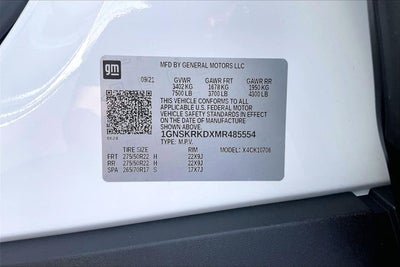 gm
MFD BY GENERAL MOTORS LLC
09/21 GVWR GAWR FRT GAWR RR
3402 KG 1678 KG 1950 KG
7500 LB 3700 LB 4300 LB
THIS VEHICLE CONFORMS TO ALL
APPLICABLE U.S. FEDERAL MOTOR
VEHICLE SAFETY STANDARDS IN
EFFECT ON THE DATE OF
MANUFACTURE SHOWN ABOVE.
1GNSKRKDXMR485554
TYPE: M.P.V. MODEL: X4CK10706
TIRE SIZE RIM
FRT 275/50R22 H 22X9J
RR 275/50R22 H 22X9J
SPA 265/70R17 S 17X7J